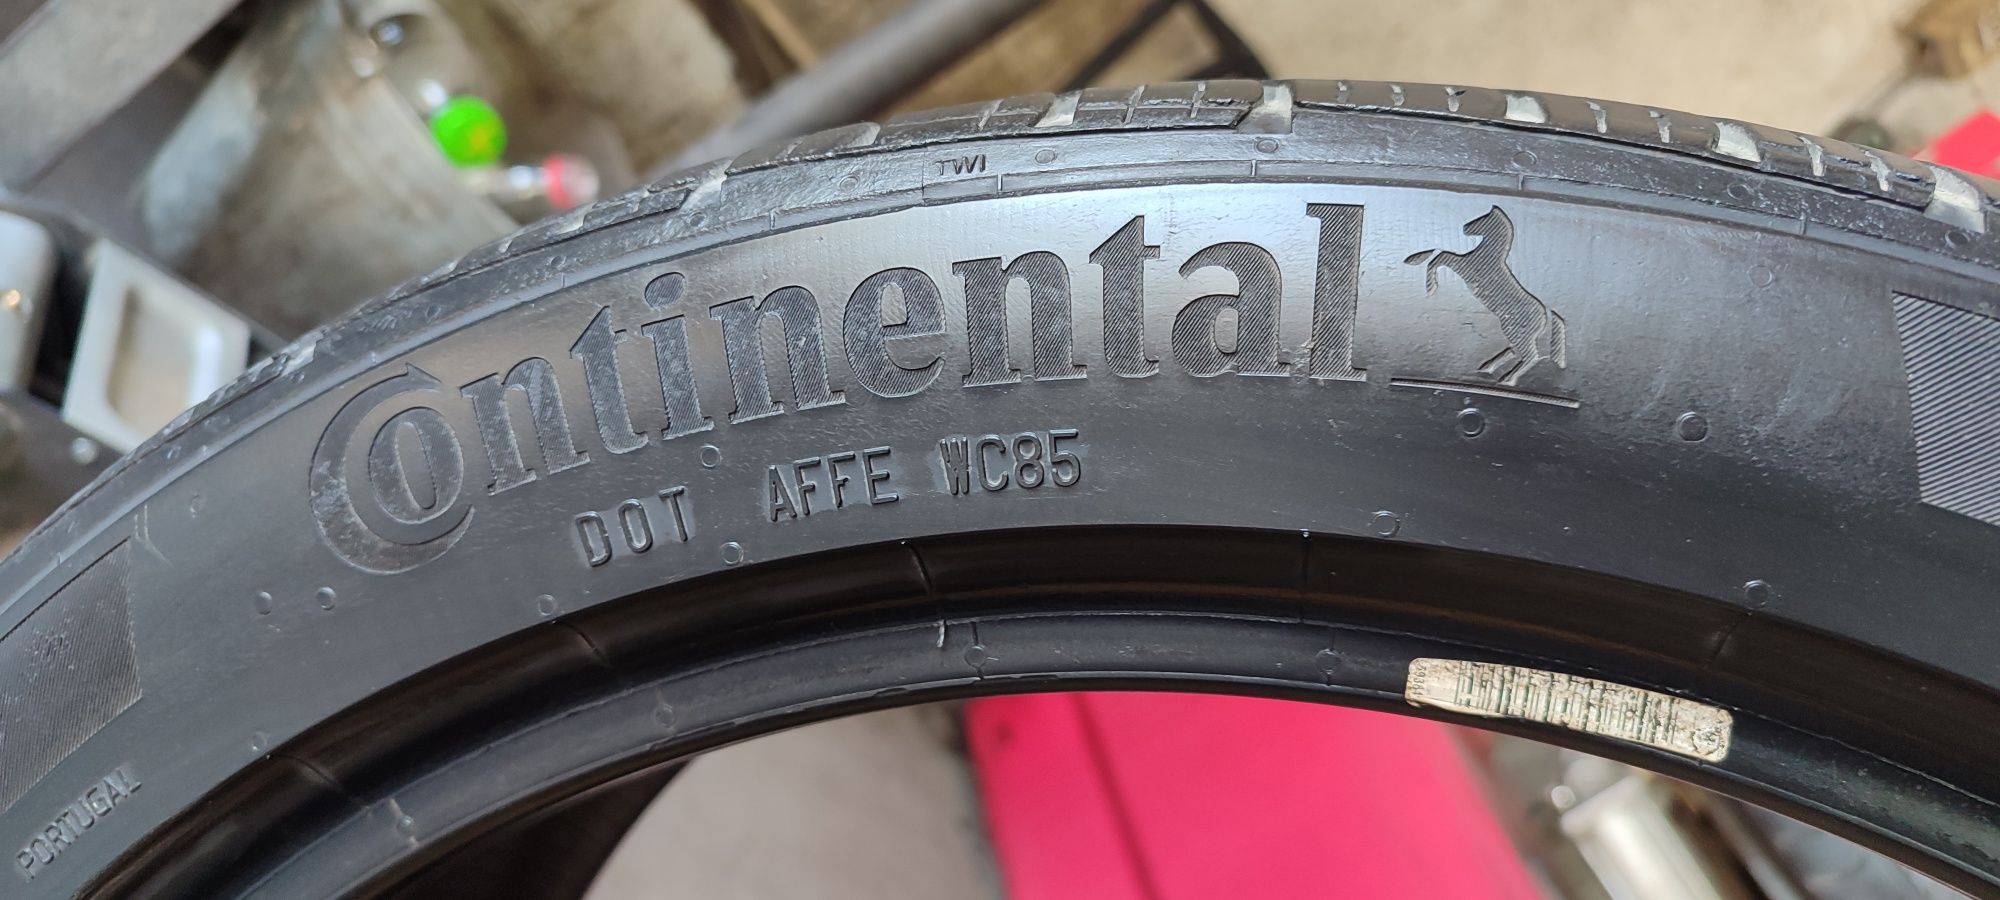 TWI
Continental
DOT AFFE WC85
PORTUGAL